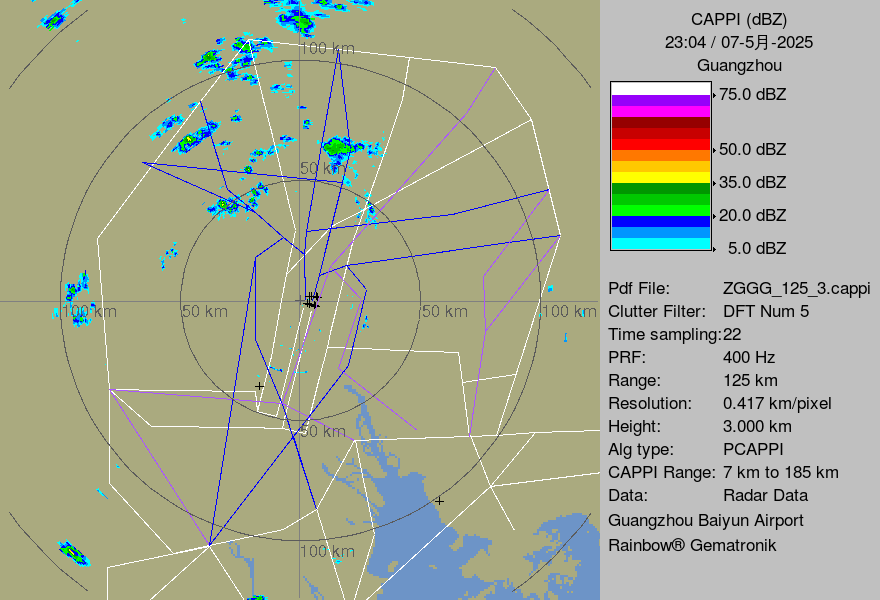 CAPPI (dBZ)
23:04 / 07-5月-2025
Guangzhou
75.0 dBZ
50.0 dBZ
35.0 dBZ
20.0 dBZ
5.0 dBZ
100 km
50 km
100 km
50 km
50 km
100 km
50 km
100 km
Pdf File: ZGGG_125_3.cappi
Clutter Filter: DFT Num 5
Time sampling:22
PRF: 400 Hz
Range: 125 km
Resolution: 0.417 km/pixel
Height: 3.000 km
Alg type: PCAPPI
CAPPI Range: 7 km to 185 km
Data: Radar Data
Guangzhou Baiyun Airport
Rainbow® Gematronik